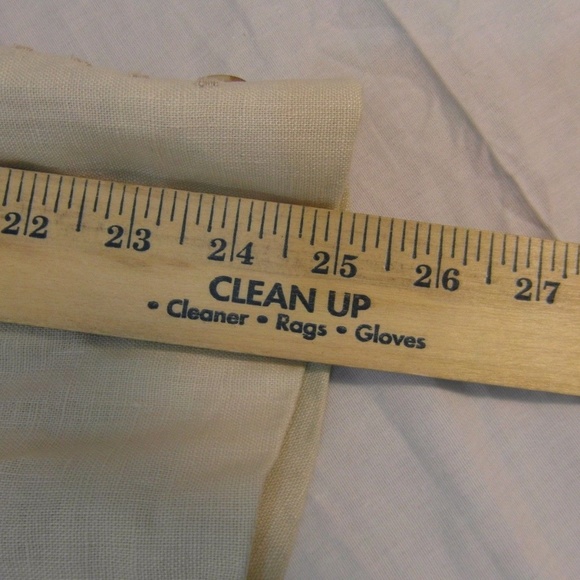 22 23 24 25 26 27
CLEAN UP
• Cleaner • Rags • Gloves